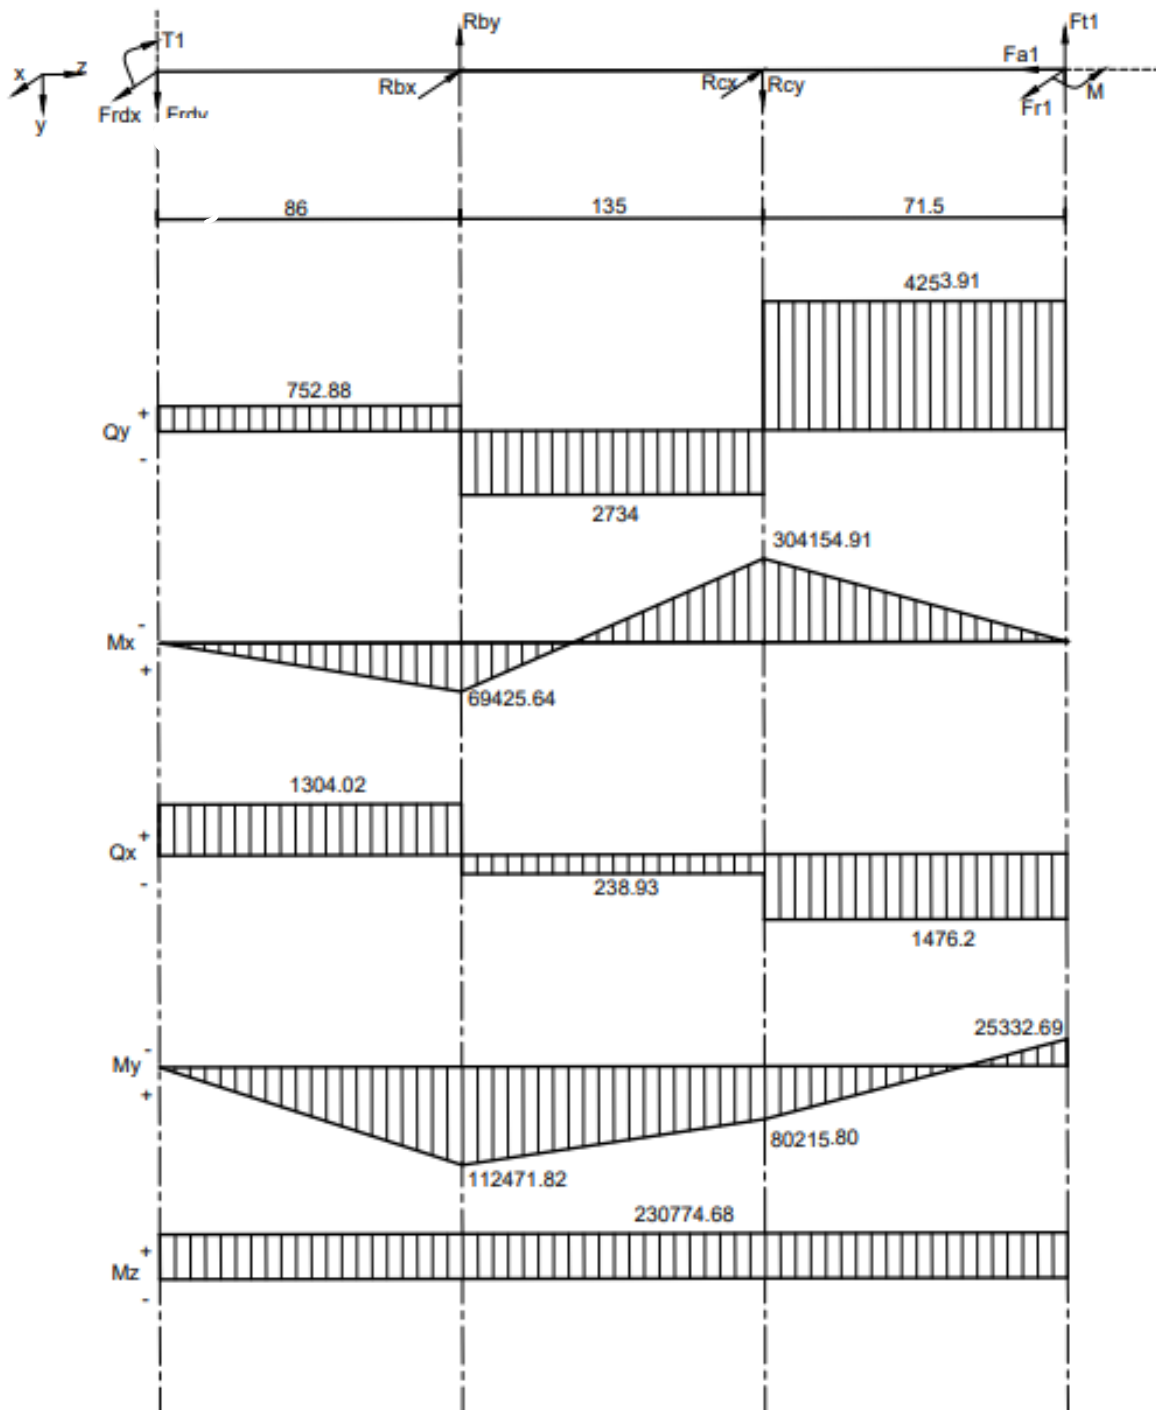 Rby
Ft1
T1
Fa1
x
z
Rbx
Rcx
Rcy
M
Frdx
Frdy
Fr1
y
86
135
71.5
4253.91
752.88
+
Qy
-
2734
304154.91
-
Mx
+
69425.64
1304.02
+
Qx
-
238.93
1476.2
25332.69
-
My
+
80215.80
112471.82
230774.68
+
Mz
-